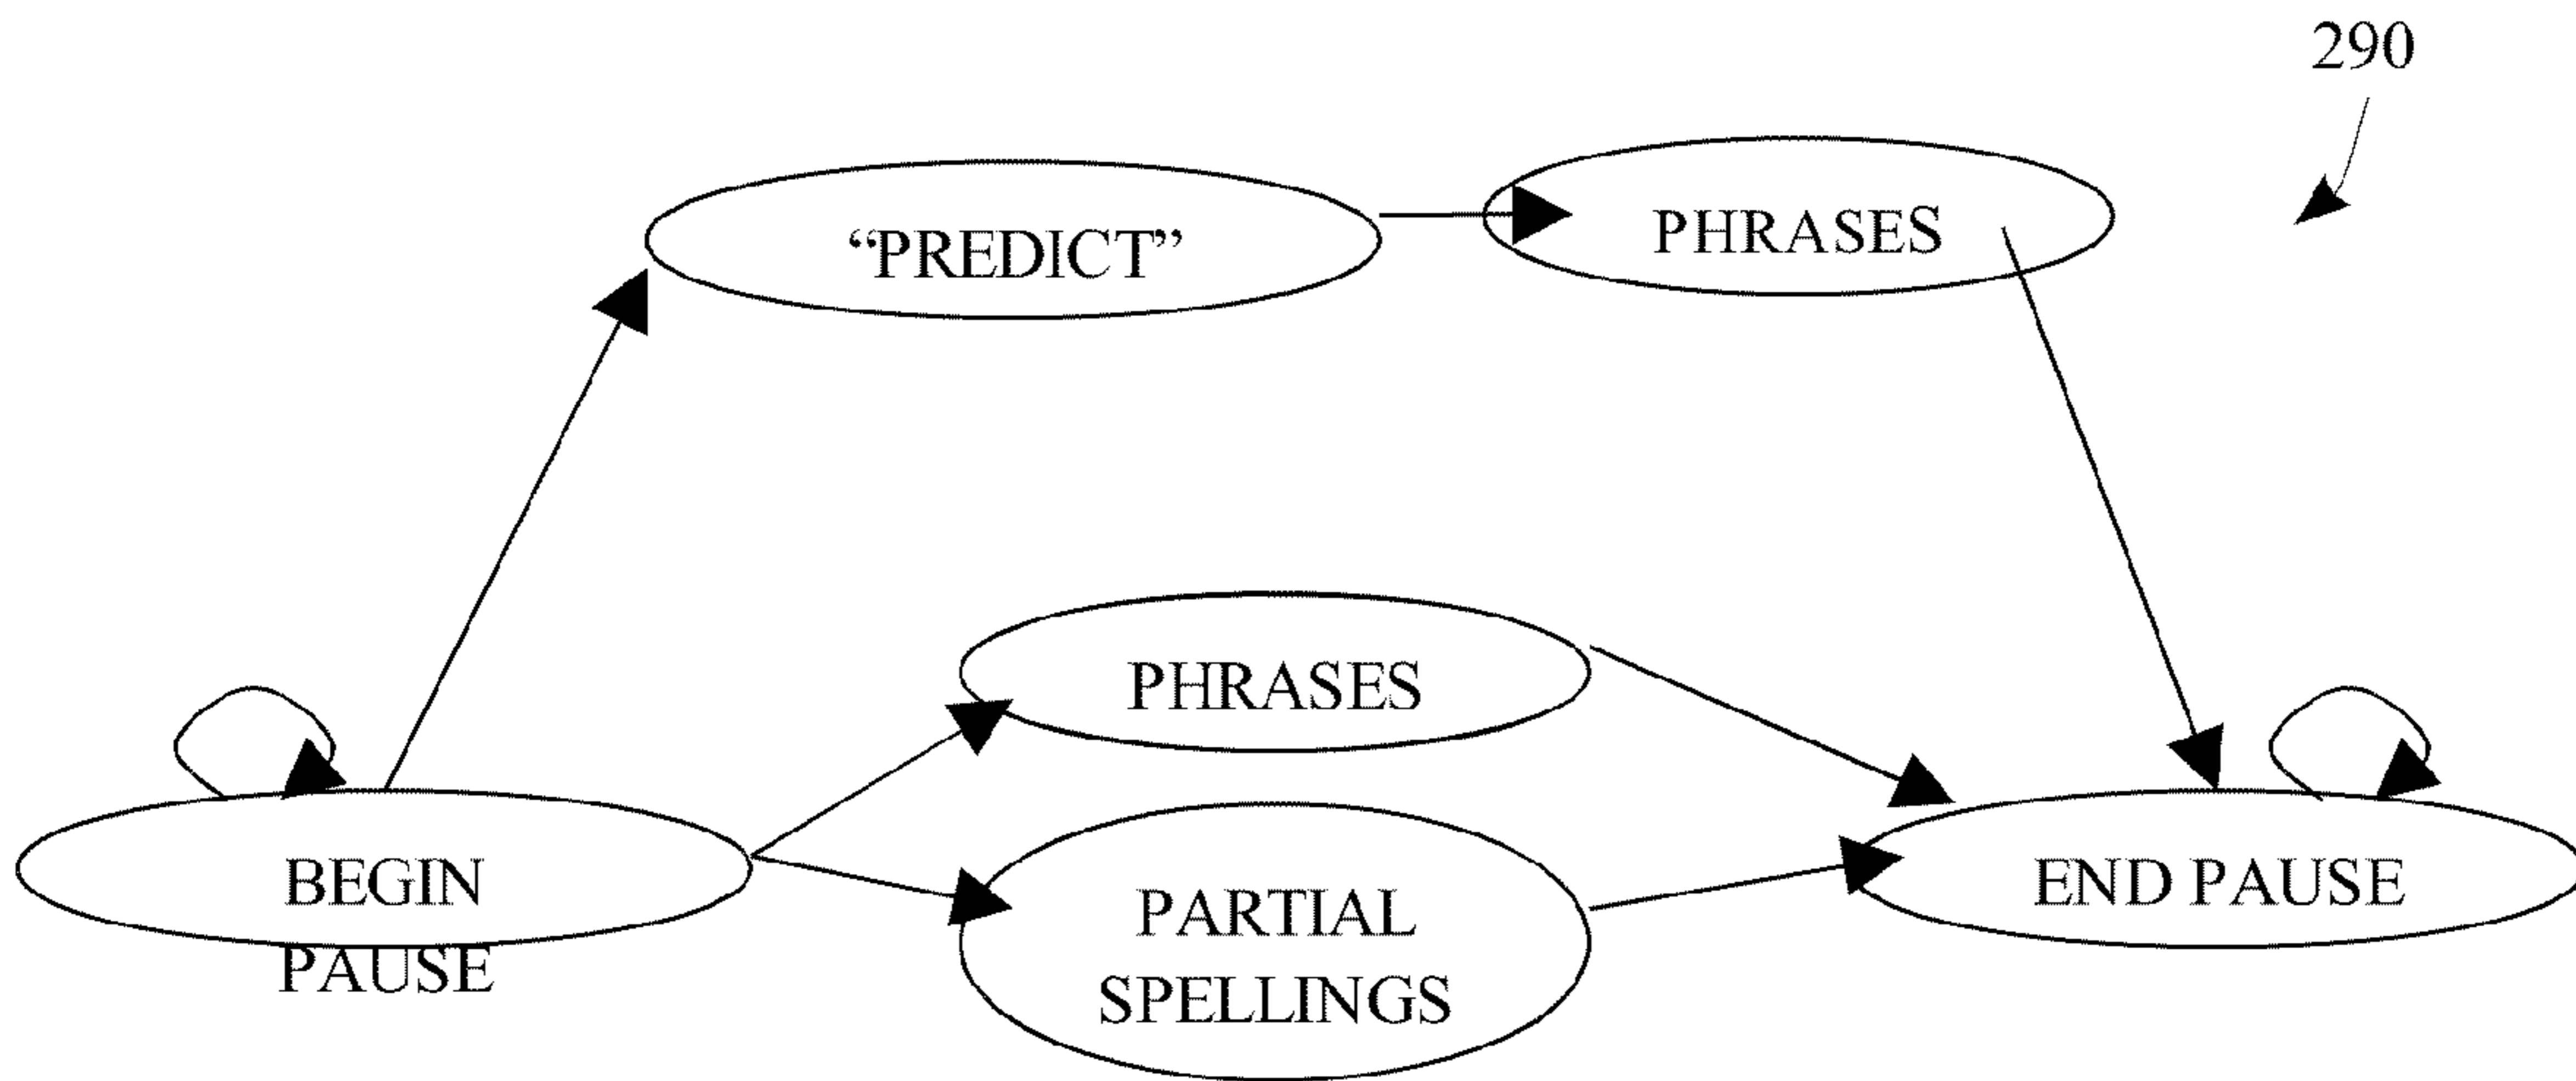 290
“PREDICT”
PHRASES
PHRASES
BEGIN
PAUSE
PARTIAL
SPELLINGS
END PAUSE